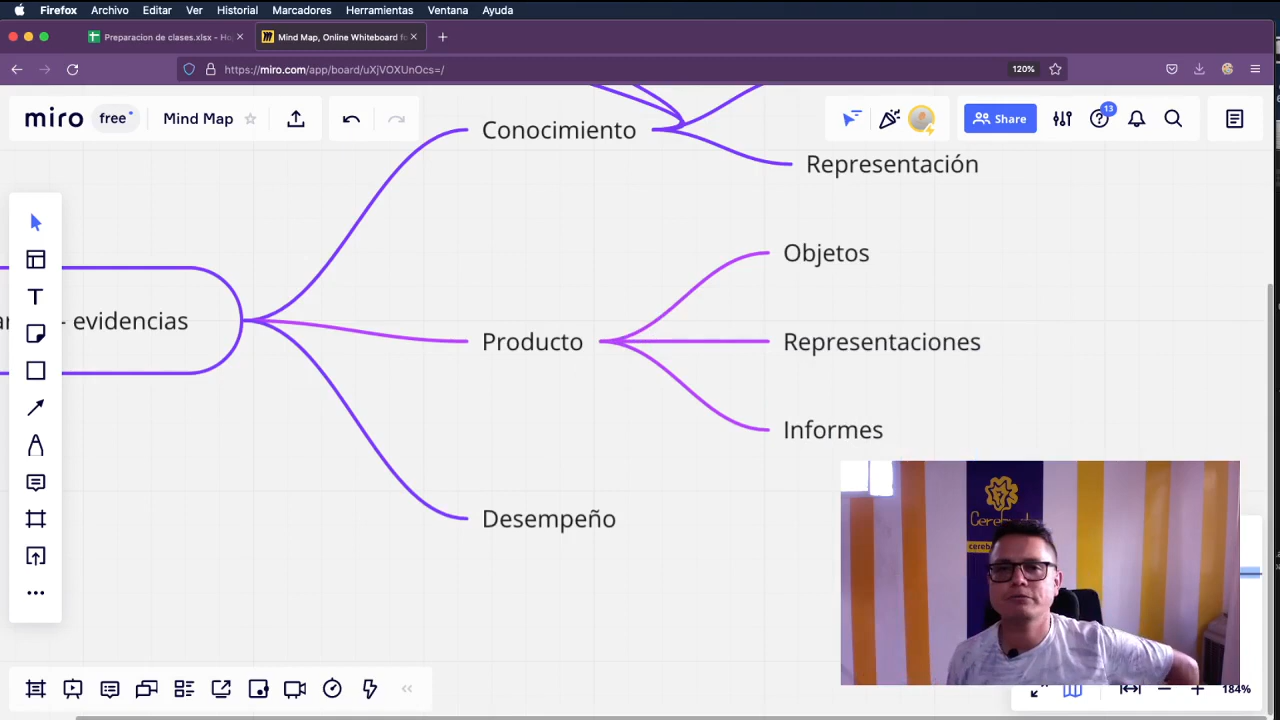 Firefox Archivo Editar Ver Historial Marcadores Herramientas Ventana Ayuda
Preparacion de clases.xlsx - Ho
Mind Map, Online Whiteboard fo
https://miro.com/app/board/uXjVOXUnOcs=/
120%
miro free Mind Map
Share
13
Conocimiento
Representación
Objetos
- evidencias
Producto
Representaciones
Informes
Desempeño
184%